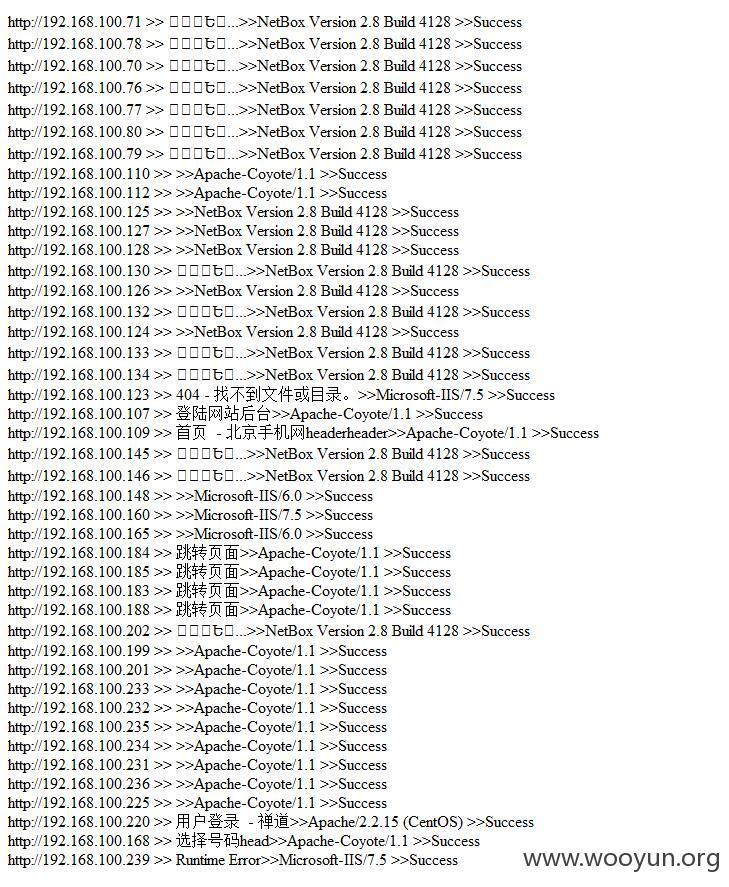 http://192.168.100.71 >> □□□Ե□...>>NetBox Version 2.8 Build 4128 >>Success
http://192.168.100.78 >> □□□Ե□...>>NetBox Version 2.8 Build 4128 >>Success
http://192.168.100.70 >> □□□Ե□...>>NetBox Version 2.8 Build 4128 >>Success
http://192.168.100.76 >> □□□Ե□...>>NetBox Version 2.8 Build 4128 >>Success
http://192.168.100.77 >> □□□Ե□...>>NetBox Version 2.8 Build 4128 >>Success
http://192.168.100.80 >> □□□Ե□...>>NetBox Version 2.8 Build 4128 >>Success
http://192.168.100.79 >> □□□Ե□...>>NetBox Version 2.8 Build 4128 >>Success
http://192.168.100.110 >> >>Apache-Coyote/1.1 >>Success
http://192.168.100.112 >> >>Apache-Coyote/1.1 >>Success
http://192.168.100.125 >> >>NetBox Version 2.8 Build 4128 >>Success
http://192.168.100.127 >> >>NetBox Version 2.8 Build 4128 >>Success
http://192.168.100.128 >> >>NetBox Version 2.8 Build 4128 >>Success
http://192.168.100.130 >> □□□Ե□...>>NetBox Version 2.8 Build 4128 >>Success
http://192.168.100.126 >> >>NetBox Version 2.8 Build 4128 >>Success
http://192.168.100.132 >> □□□Ե□...>>NetBox Version 2.8 Build 4128 >>Success
http://192.168.100.124 >> >>NetBox Version 2.8 Build 4128 >>Success
http://192.168.100.133 >> □□□Ե□...>>NetBox Version 2.8 Build 4128 >>Success
http://192.168.100.134 >> □□□Ե□...>>NetBox Version 2.8 Build 4128 >>Success
http://192.168.100.123 >> 404 - 找不到文件或目录。>>Microsoft-IIS/7.5 >>Success
http://192.168.100.107 >> 登陆网站后台>>Apache-Coyote/1.1 >>Success
http://192.168.100.109 >> 首页 - 北京手机网headerheader>>Apache-Coyote/1.1 >>Success
http://192.168.100.145 >> □□□Ե□...>>NetBox Version 2.8 Build 4128 >>Success
http://192.168.100.146 >> □□□Ե□...>>NetBox Version 2.8 Build 4128 >>Success
http://192.168.100.148 >> >>Microsoft-IIS/6.0 >>Success
http://192.168.100.160 >> >>Microsoft-IIS/7.5 >>Success
http://192.168.100.165 >> >>Microsoft-IIS/6.0 >>Success
http://192.168.100.184 >> 跳转页面>>Apache-Coyote/1.1 >>Success
http://192.168.100.185 >> 跳转页面>>Apache-Coyote/1.1 >>Success
http://192.168.100.183 >> 跳转页面>>Apache-Coyote/1.1 >>Success
http://192.168.100.188 >> 跳转页面>>Apache-Coyote/1.1 >>Success
http://192.168.100.202 >> □□□Ե□...>>NetBox Version 2.8 Build 4128 >>Success
http://192.168.100.199 >> >>Apache-Coyote/1.1 >>Success
http://192.168.100.201 >> >>Apache-Coyote/1.1 >>Success
http://192.168.100.233 >> >>Apache-Coyote/1.1 >>Success
http://192.168.100.232 >> >>Apache-Coyote/1.1 >>Success
http://192.168.100.235 >> >>Apache-Coyote/1.1 >>Success
http://192.168.100.234 >> >>Apache-Coyote/1.1 >>Success
http://192.168.100.231 >> >>Apache-Coyote/1.1 >>Success
http://192.168.100.236 >> >>Apache-Coyote/1.1 >>Success
http://192.168.100.225 >> >>Apache-Coyote/1.1 >>Success
http://192.168.100.220 >> 用户登录 - 禅道>>Apache/2.2.15 (CentOS) >>Success
http://192.168.100.168 >> 选择号码head>>Apache-Coyote/1.1 >>Success
http://192.168.100.239 >> Runtime Error>>Microsoft-IIS/7.5 >>Success
www.wooyun.org